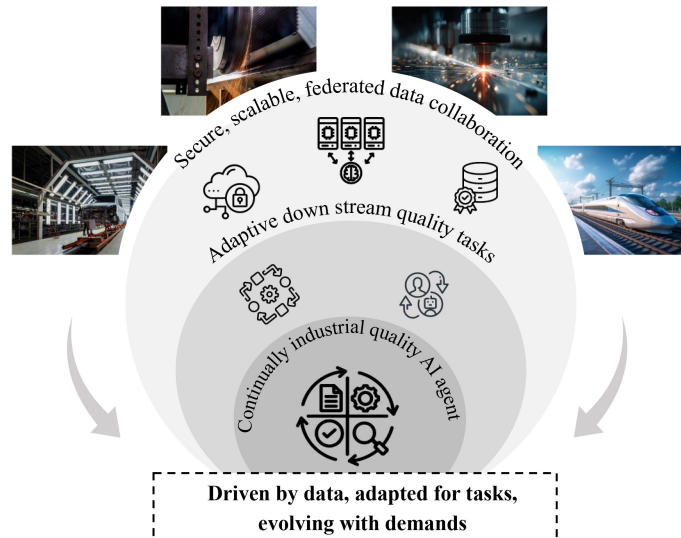 Secure, scalable, federated data collaboration
Adaptive down stream quality tasks
Continually industrial quality AI agent
Driven by data, adapted for tasks,
evolving with demands